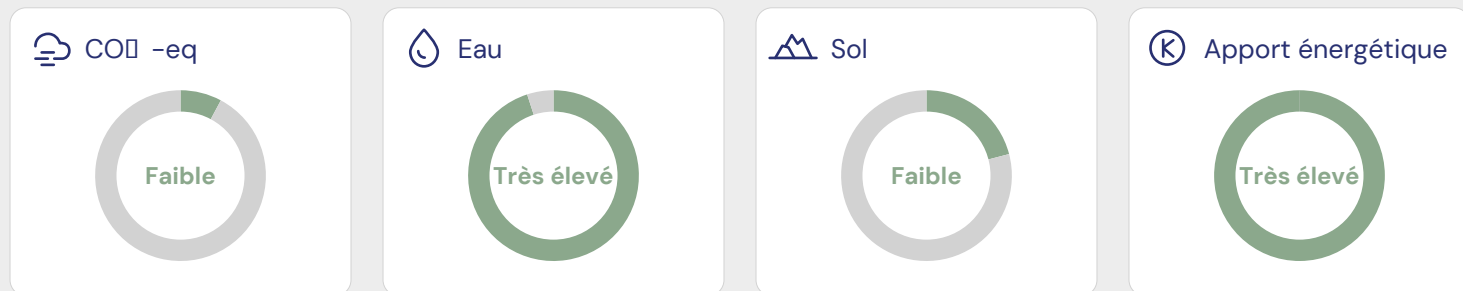 CO▯ -eq
Eau
Sol
Apport énergétique
Faible
Très élevé
Faible
Très élevé